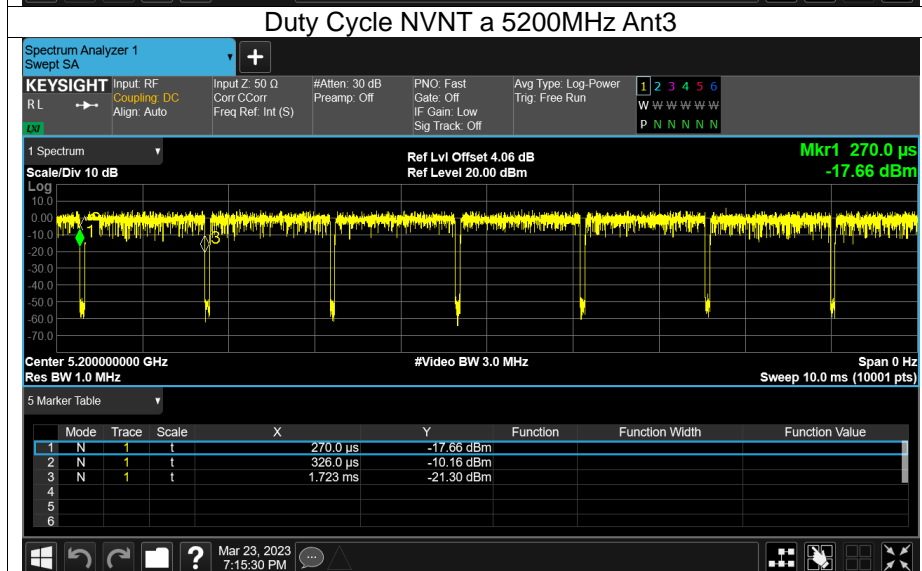 Duty Cycle NVNT a 5200MHz Ant3
Spectrum Analyzer 1
Swept SA
KEYSIGHT
RL
LXI
Input: RF
Coupling: DC
Align: Auto
Input Z: 50 Ω
Corr CCorr
Freq Ref: Int (S)
#Atten: 30 dB
Preamp: Off
PNO: Fast
Gate: Off
IF Gain: Low
Sig Track: Off
Avg Type: Log-Power
Trig: Free Run
1 2 3 4 5 6
W W W W W W
P N N N N N
1 Spectrum
Scale/Div 10 dB
Ref Lvl Offset 4.06 dB
Ref Level 20.00 dBm
Mkr1 270.0 µs
-17.66 dBm
Log
10.0
0.00
-10.0
-20.0
-30.0
-40.0
-50.0
-60.0
-70.0
1
3
Center 5.200000000 GHz
Res BW 1.0 MHz
#Video BW 3.0 MHz
Span 0 Hz
Sweep 10.0 ms (10001 pts)
5 Marker Table
Mode Trace Scale X Y Function Function Width Function Value
1 N 1 t 270.0 µs -17.66 dBm
2 N 1 t 326.0 µs -10.16 dBm
3 N 1 t 1.723 ms -21.30 dBm
4
5
6
?
Mar 23, 2023
7:15:30 PM